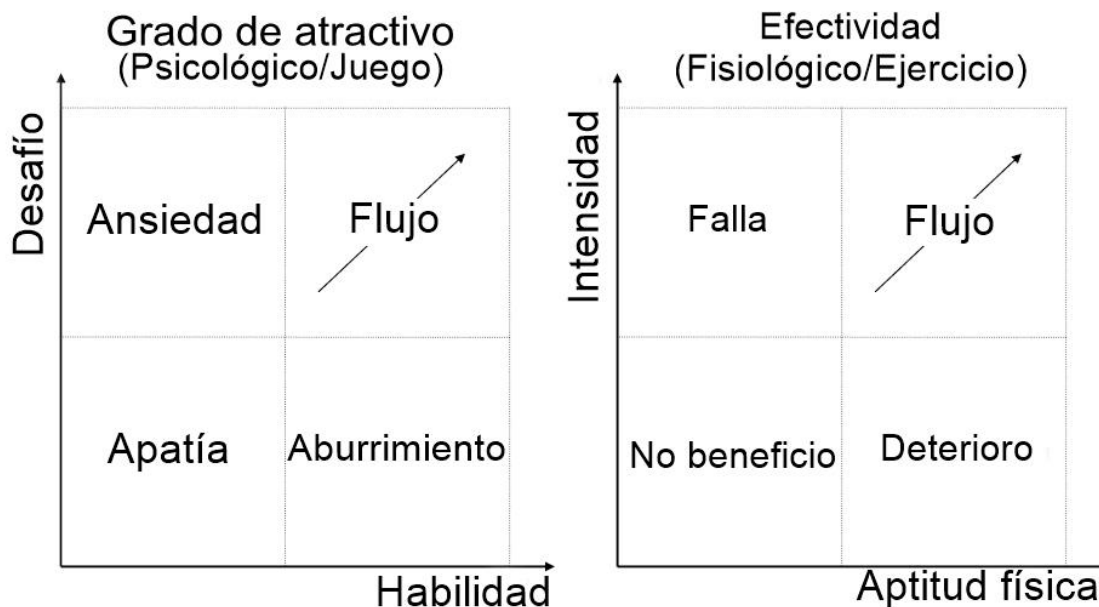 Grado de atractivo
(Psicológico/Juego)
Desafío
Ansiedad
Flujo
Apatía
Aburrimiento
Habilidad
Efectividad
(Fisiológico/Ejercicio)
Intensidad
Falla
Flujo
No beneficio
Deterioro
Aptitud física